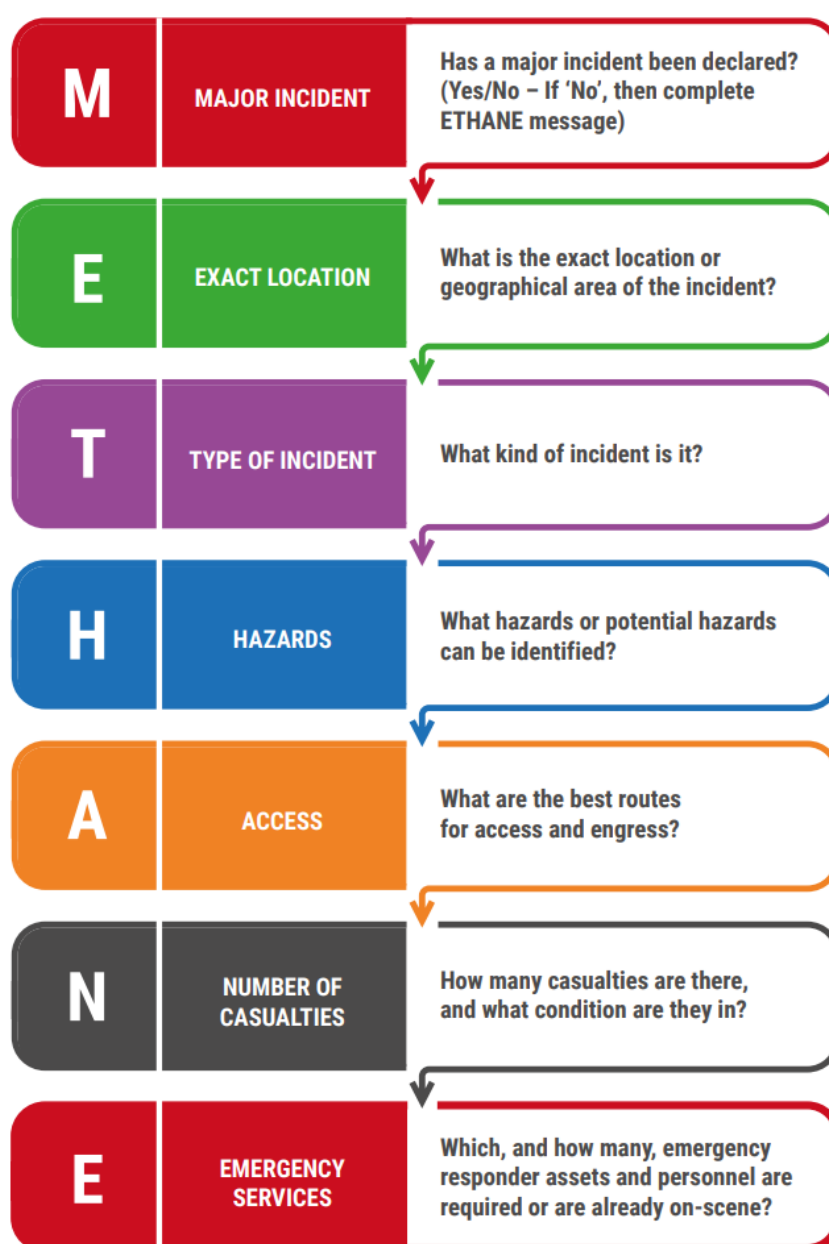 M
MAJOR INCIDENT
Has a major incident been declared?
(Yes/No – If ‘No’, then complete
ETHANE message)
E
EXACT LOCATION
What is the exact location or
geographical area of the incident?
T
TYPE OF INCIDENT
What kind of incident is it?
H
HAZARDS
What hazards or potential hazards
can be identified?
A
ACCESS
What are the best routes
for access and engress?
N
NUMBER OF
CASUALTIES
How many casualties are there,
and what condition are they in?
E
EMERGENCY
SERVICES
Which, and how many, emergency
responder assets and personnel are
required or are already on-scene?